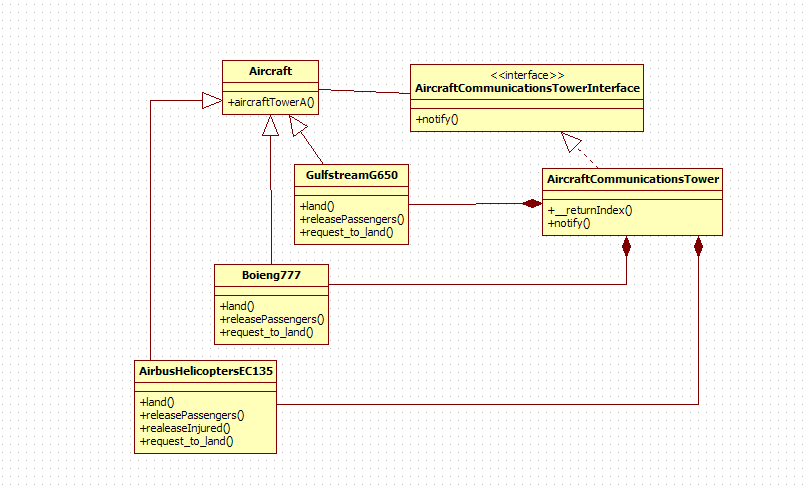 Aircraft
+aircraftTowerA()
<<interface>>
AircraftCommunicationsTowerInterface
+notify()
GulfstreamG650
+land()
+releasePassengers()
+request_to_land()
AircraftCommunicationsTower
+__returnIndex()
+notify()
Boieng777
+land()
+releasePassengers()
+request_to_land()
AirbusHelicoptersEC135
+land()
+releasePassengers()
+realeaseInjured()
+request_to_land()